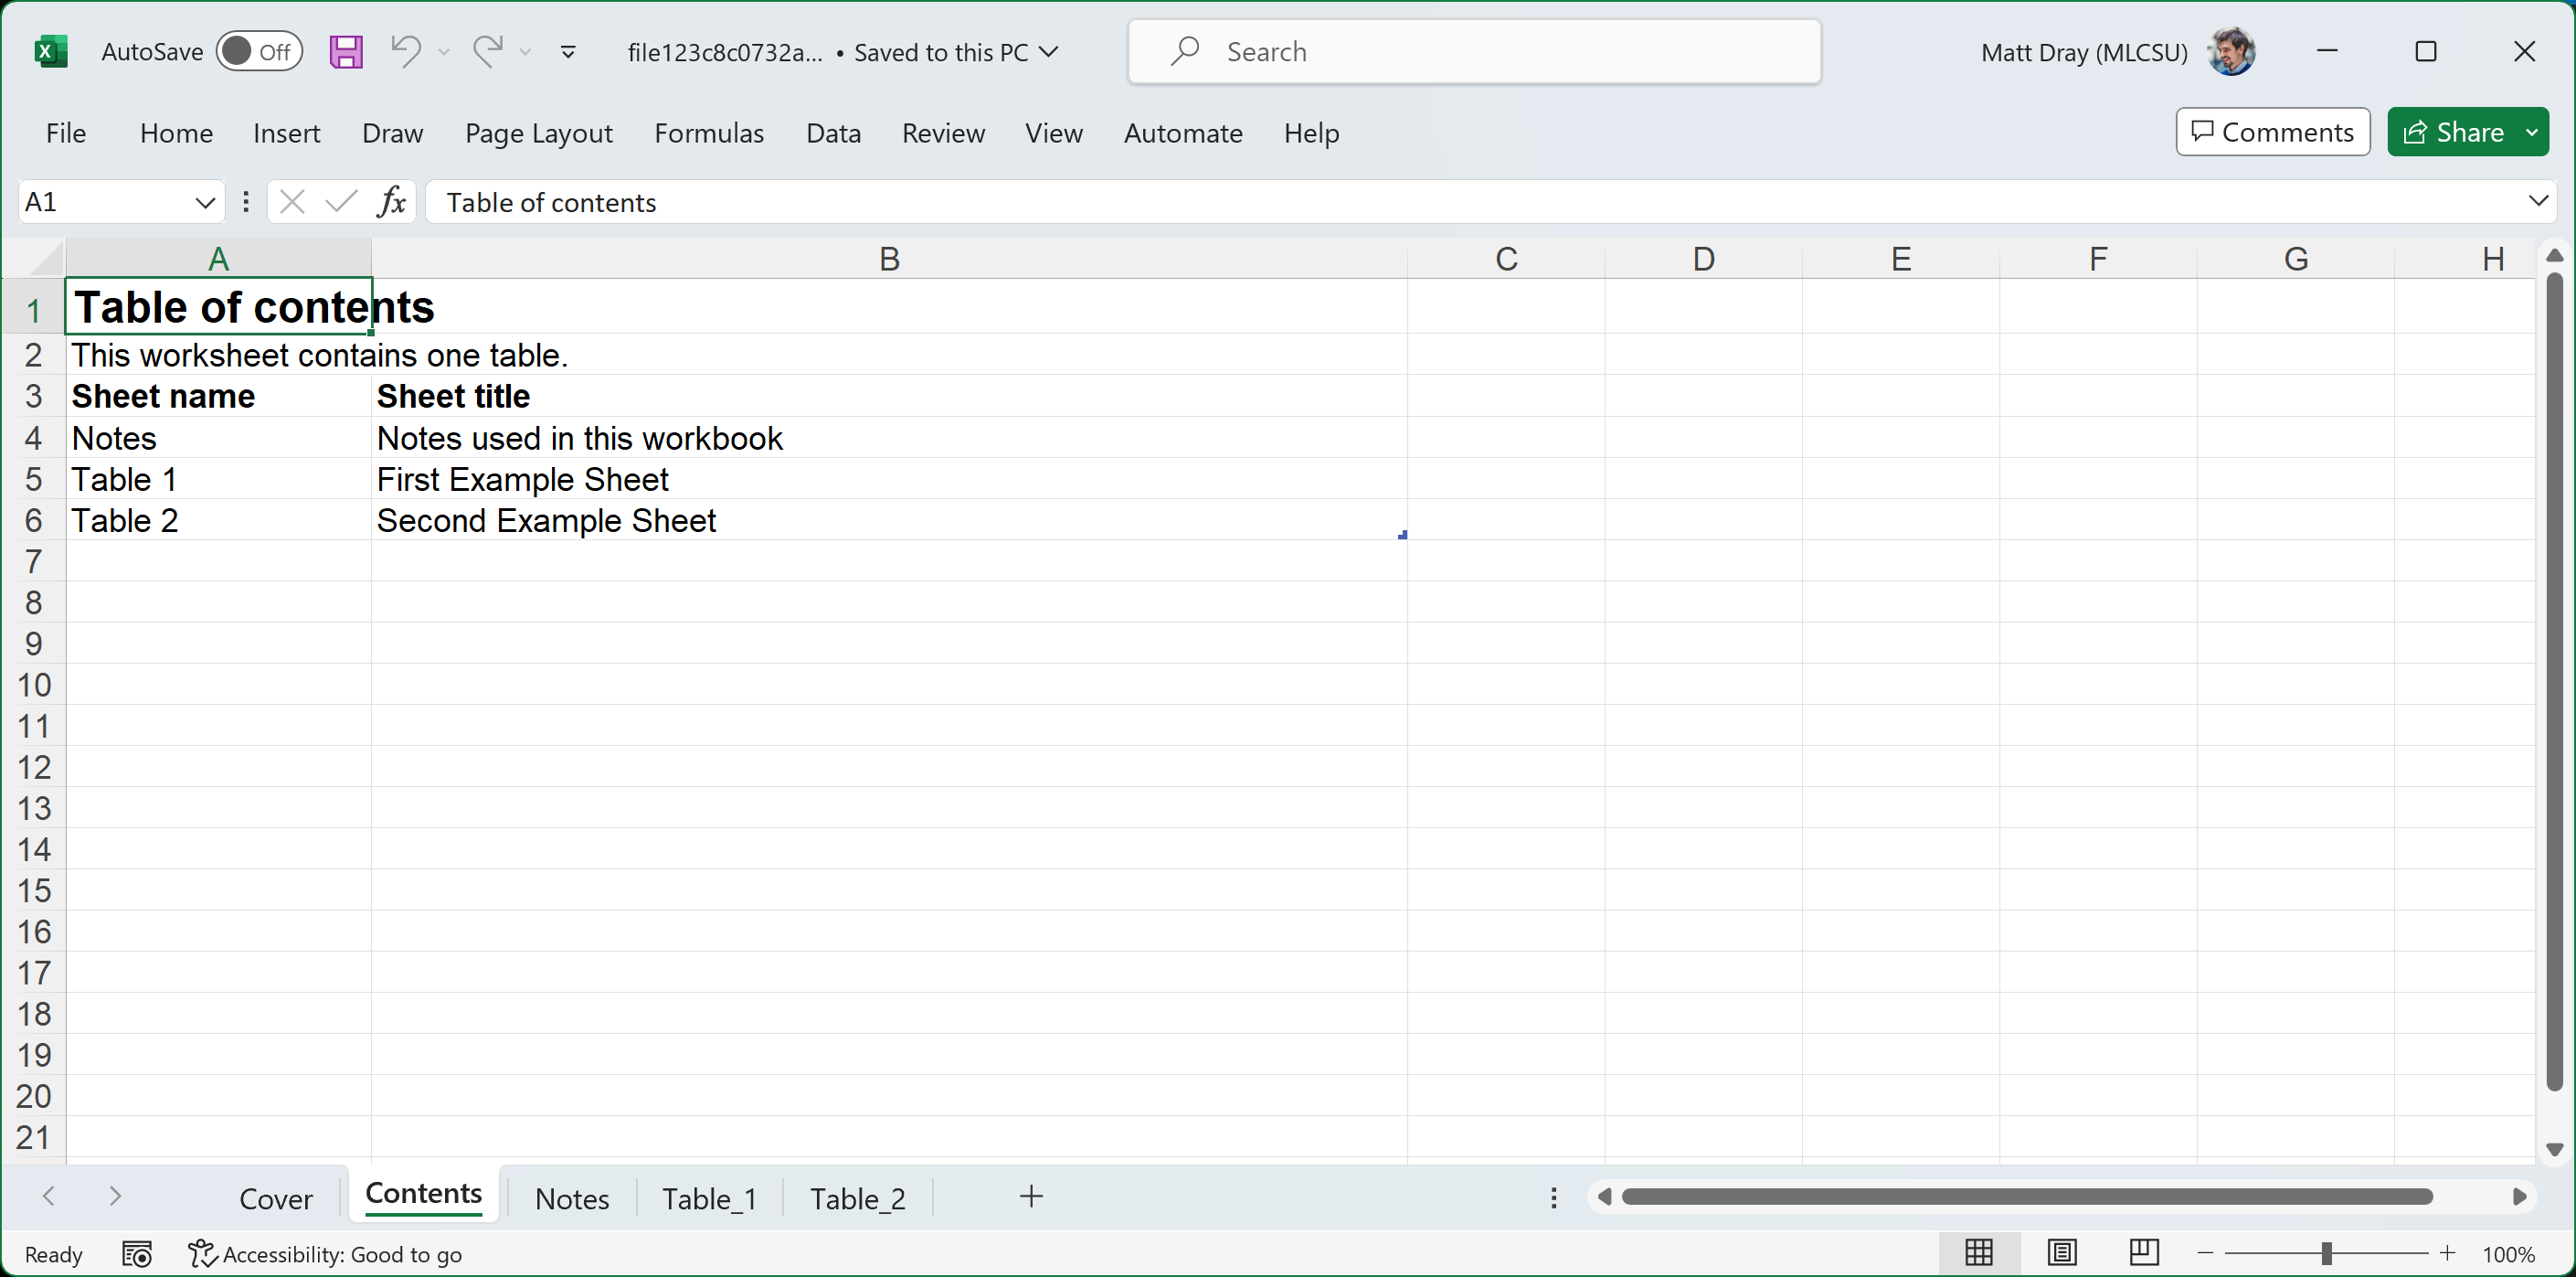 AutoSave Off file123c8c0732a... • Saved to this PC Search Matt Dray (MLCSU)
File Home Insert Draw Page Layout Formulas Data Review View Automate Help Comments Share
A1 fx Table of contents
A B C D E F G H
1 Table of contents
2 This worksheet contains one table.
3 Sheet name Sheet title
4 Notes Notes used in this workbook
5 Table 1 First Example Sheet
6 Table 2 Second Example Sheet
7
8
9
10
11
12
13
14
15
16
17
18
19
20
21
Cover Contents Notes Table_1 Table_2
Ready Accessibility: Good to go 100%